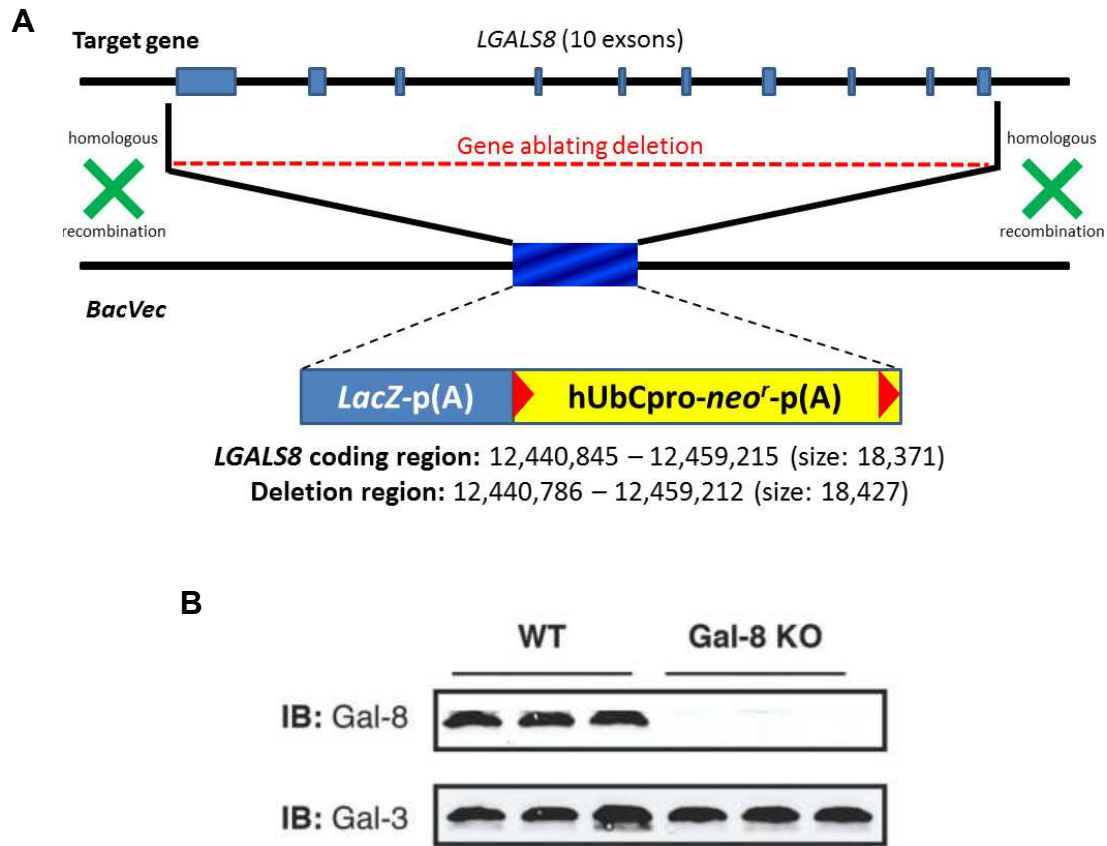 A
Target gene
LGALS8 (10 exsons)
homologous
recombination
Gene ablating deletion
homologous
recombination
BacVec
LacZ-p(A)
hUbCpro-neoʳ-p(A)
LGALS8 coding region: 12,440,845 – 12,459,215 (size: 18,371)
Deletion region: 12,440,786 – 12,459,212 (size: 18,427)
B
WT
Gal-8 KO
IB: Gal-8
IB: Gal-3